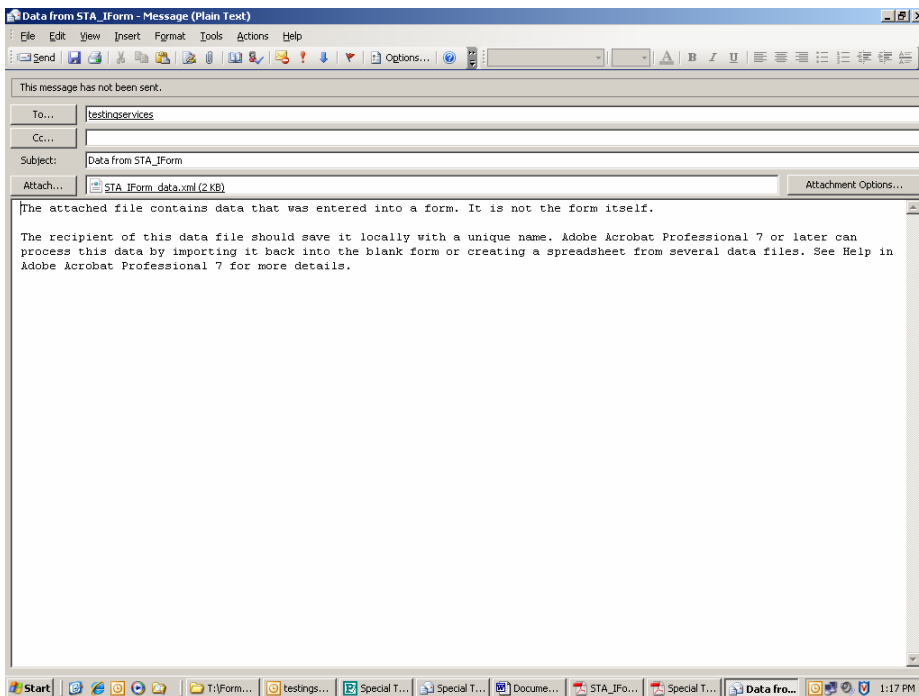 Data from STA_IForm - Message (Plain Text)
File Edit View Insert Format Tools Actions Help
Send Options... B I U
This message has not been sent.
To... testingservices
Cc...
Subject: Data from STA_IForm
Attach... STA_IForm_data.xml (2 KB) Attachment Options...
The attached file contains data that was entered into a form. It is not the form itself.
The recipient of this data file should save it locally with a unique name. Adobe Acrobat Professional 7 or later can
process this data by importing it back into the blank form or creating a spreadsheet from several data files. See Help in
Adobe Acrobat Professional 7 for more details.
Start T:\Form... testings... Special T... Special T... Docume... STA_IFo... Special T... Data fro... 1:17 PM